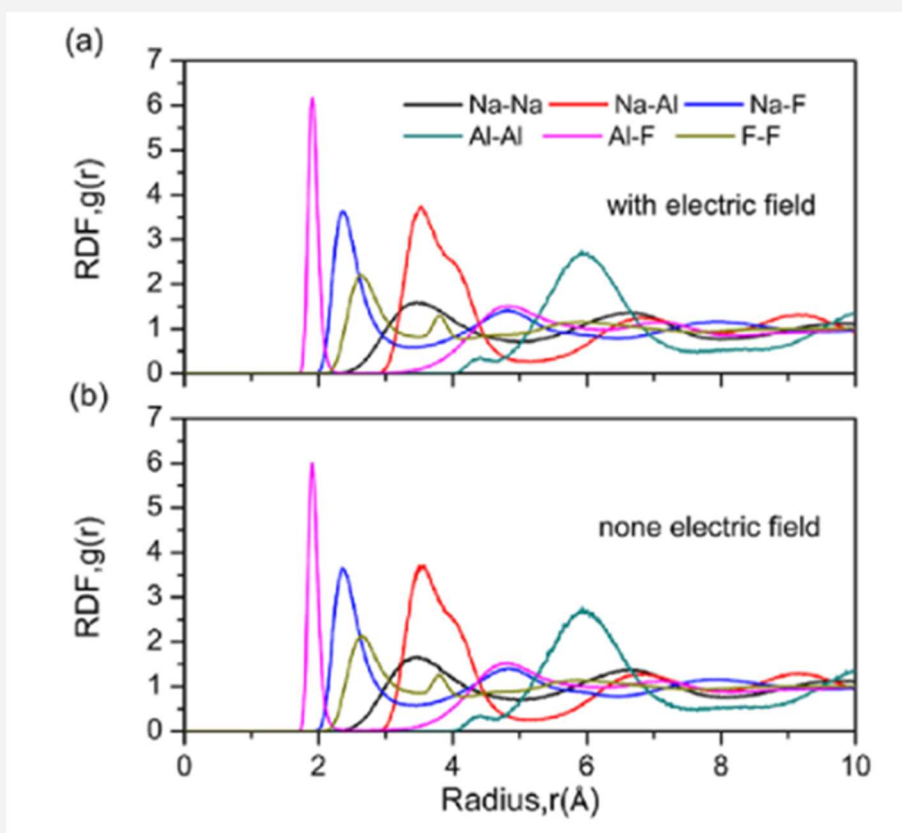 (a)
7
6
5
4
3
2
1
0
RDF,g(r)
Na-Na Na-Al Na-F
Al-Al Al-F F-F
with electric field
(b)
7
6
5
4
3
2
1
0
RDF,g(r)
none electric field
0 2 4 6 8 10
Radius,r(Å)